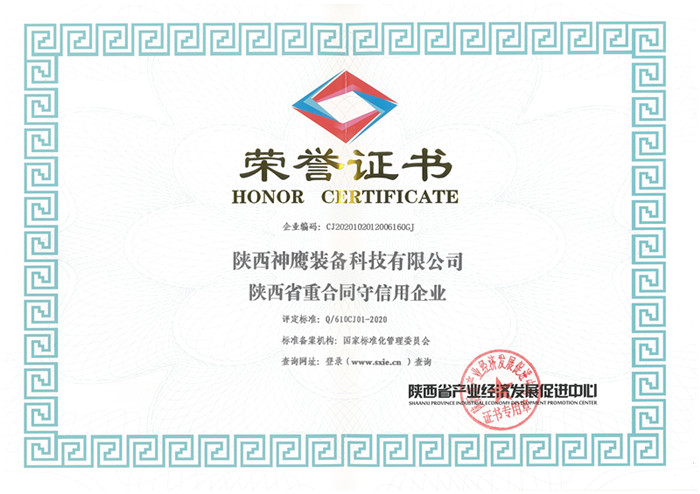 荣誉证书
HONOR CERTIFICATE
企业编码：CJ2020102012006160GJ
陕西神鹰装备科技有限公司
陕西省重合同守信用企业
评定标准：Q/610CJ01-2020
标准备案机构：国家标准化管理委员会
查询网址：登录（www.sxie.cn ）查询
陕西省产业经济发展促进中心
SHAANXI PROVINCE INDUSTRIAL ECONOMY DEVELOPMENT PROMOTION CENTER
证书专用章